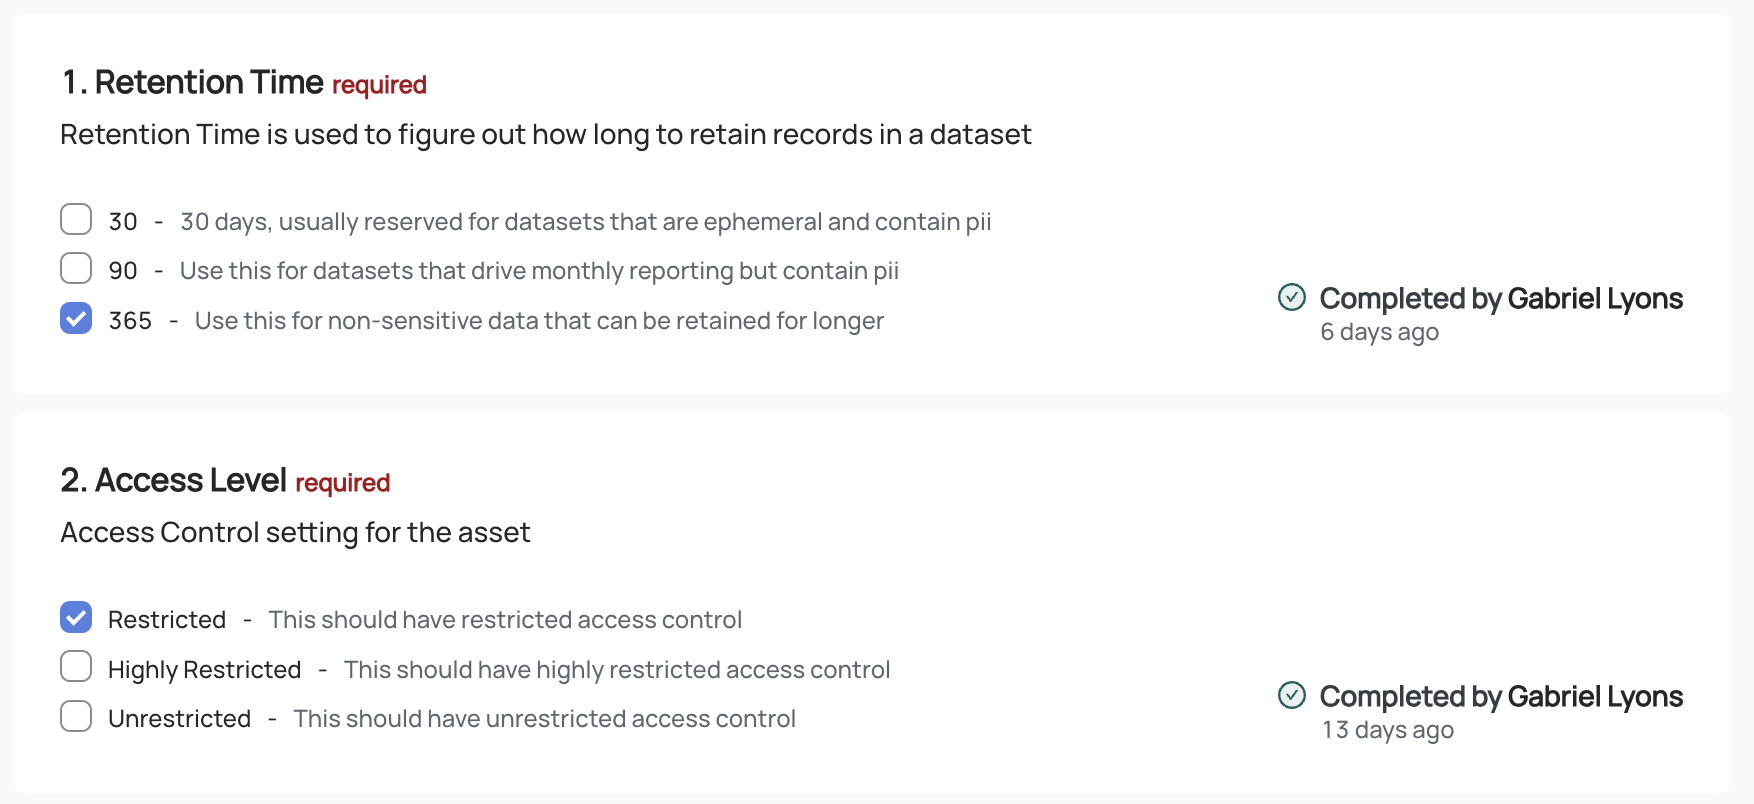 1. Retention Time required
Retention Time is used to figure out how long to retain records in a dataset
30 - 30 days, usually reserved for datasets that are ephemeral and contain pii
90 - Use this for datasets that drive monthly reporting but contain pii
365 - Use this for non-sensitive data that can be retained for longer
Completed by Gabriel Lyons
6 days ago
2. Access Level required
Access Control setting for the asset
Restricted - This should have restricted access control
Highly Restricted - This should have highly restricted access control
Unrestricted - This should have unrestricted access control
Completed by Gabriel Lyons
13 days ago